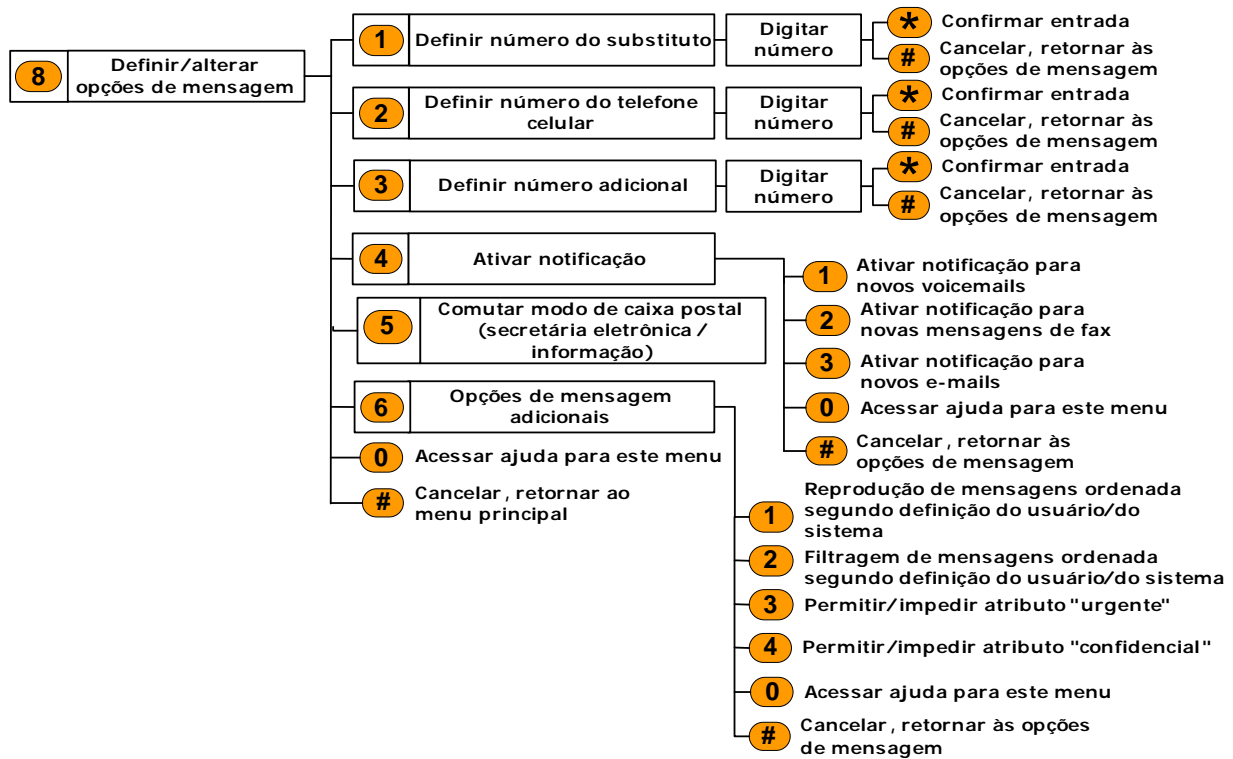 8
Definir/alterar
opções de mensagem
1
Definir número do substituto
Digitar
número
*
Confirmar entrada
#
Cancelar, retornar às
opções de mensagem
2
Definir número do telefone
celular
Digitar
número
*
Confirmar entrada
#
Cancelar, retornar às
opções de mensagem
3
Definir número adicional
Digitar
número
*
Confirmar entrada
#
Cancelar, retornar às
opções de mensagem
4
Ativar notificação
1
Ativar notificação para
novos voicemails
2
Ativar notificação para
novas mensagens de fax
3
Ativar notificação para
novos e-mails
0
Acessar ajuda para este menu
#
Cancelar, retornar às
opções de mensagem
5
Comutar modo de caixa postal
(secretária eletrônica /
informação)
6
Opções de mensagem
adicionais
1
Reprodução de mensagens ordenada
segundo definição do usuário/do
sistema
2
Filtragem de mensagens ordenada
segundo definição do usuário/do sistema
3
Permitir/impedir atributo "urgente"
4
Permitir/impedir atributo "confidencial"
0
Acessar ajuda para este menu
#
Cancelar, retornar às opções
de mensagem
0
Acessar ajuda para este menu
#
Cancelar, retornar ao
menu principal